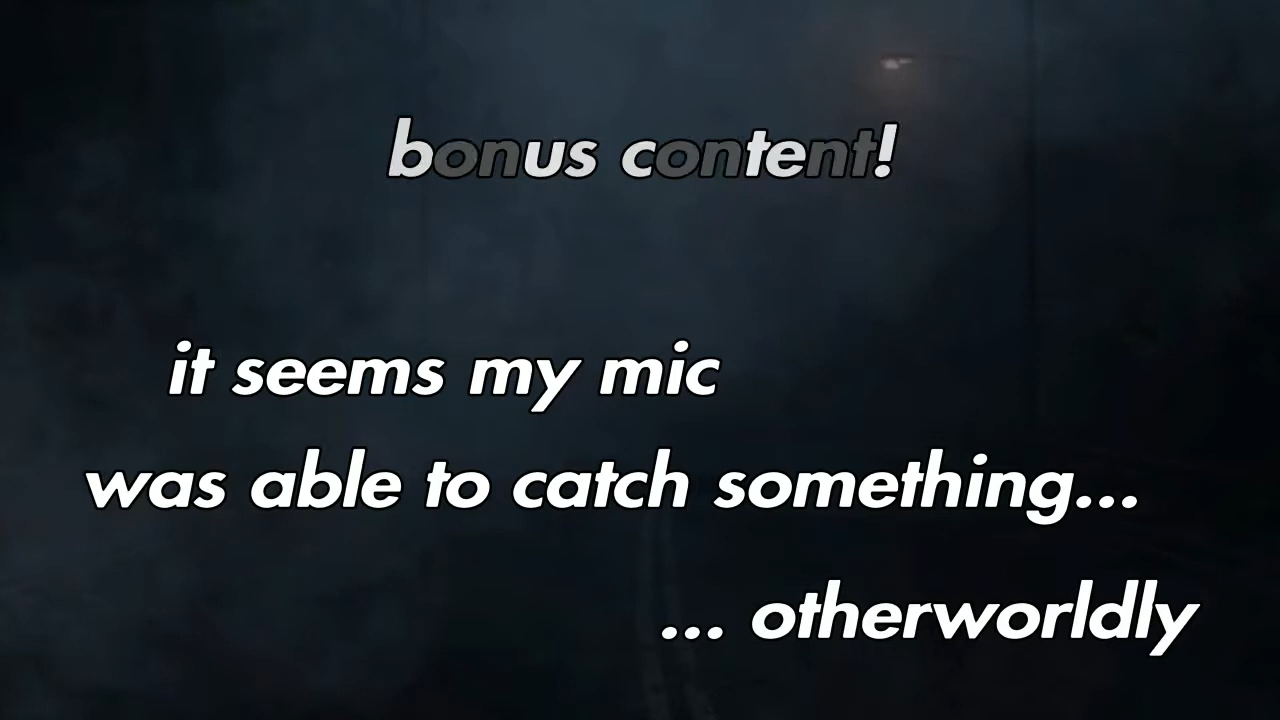 bonus content!
it seems my mic
was able to catch something...
... otherworldly